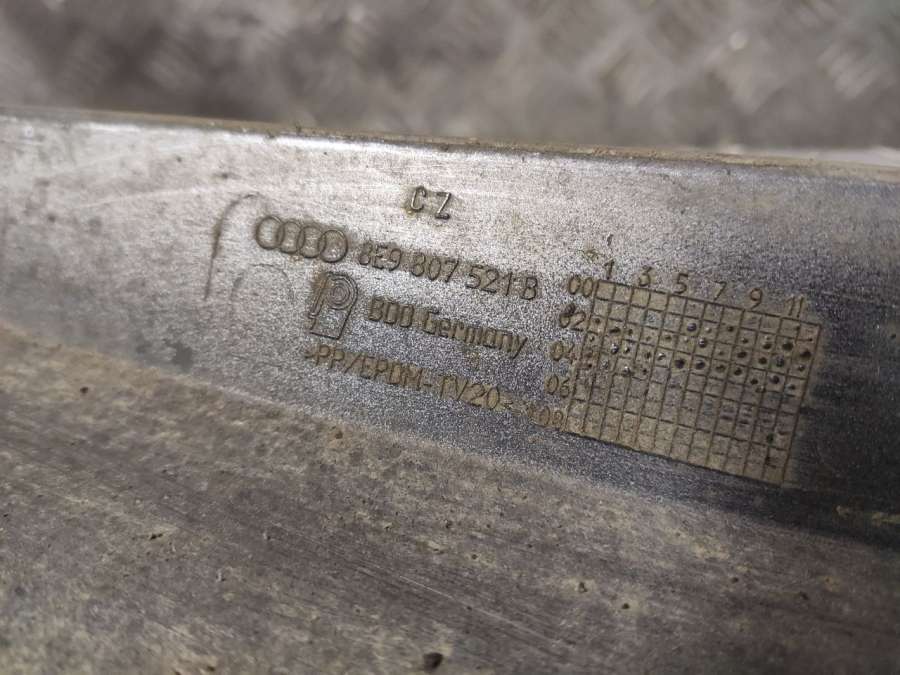 CZ
8E9 807 521 B
BDO Germany
>PP/EPDM-TV20<
1 3 5 7 9 11
00
02
04
06
08